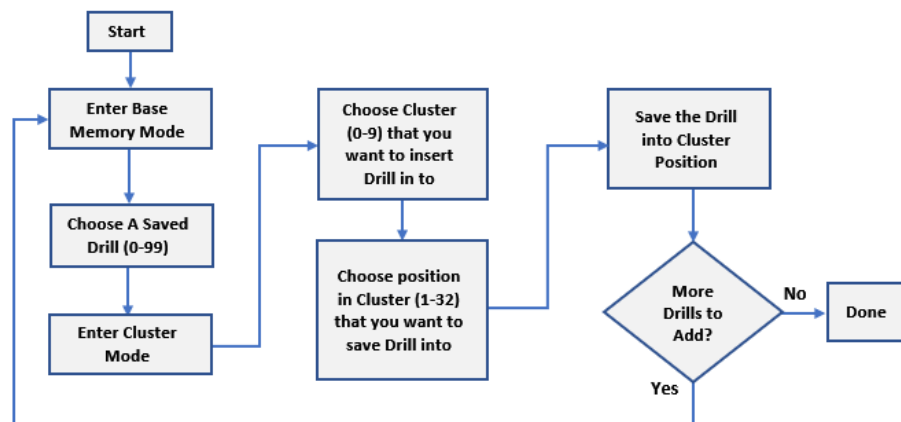 Start
Enter Base
Memory Mode
Choose A Saved
Drill (0-99)
Enter Cluster
Mode
Choose Cluster
(0-9) that you
want to insert
Drill in to
Choose position
in Cluster (1-32)
that you want to
save Drill into
Save the Drill
into Cluster
Position
More
Drills to
Add?
No
Done
Yes